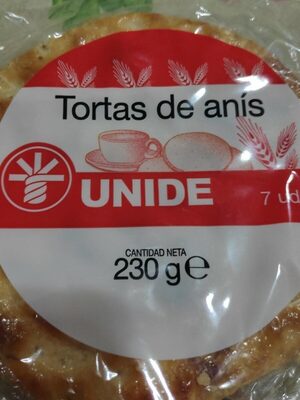 Tortas de anís
UNIDE
7 ud
CANTIDAD NETA
230 g e